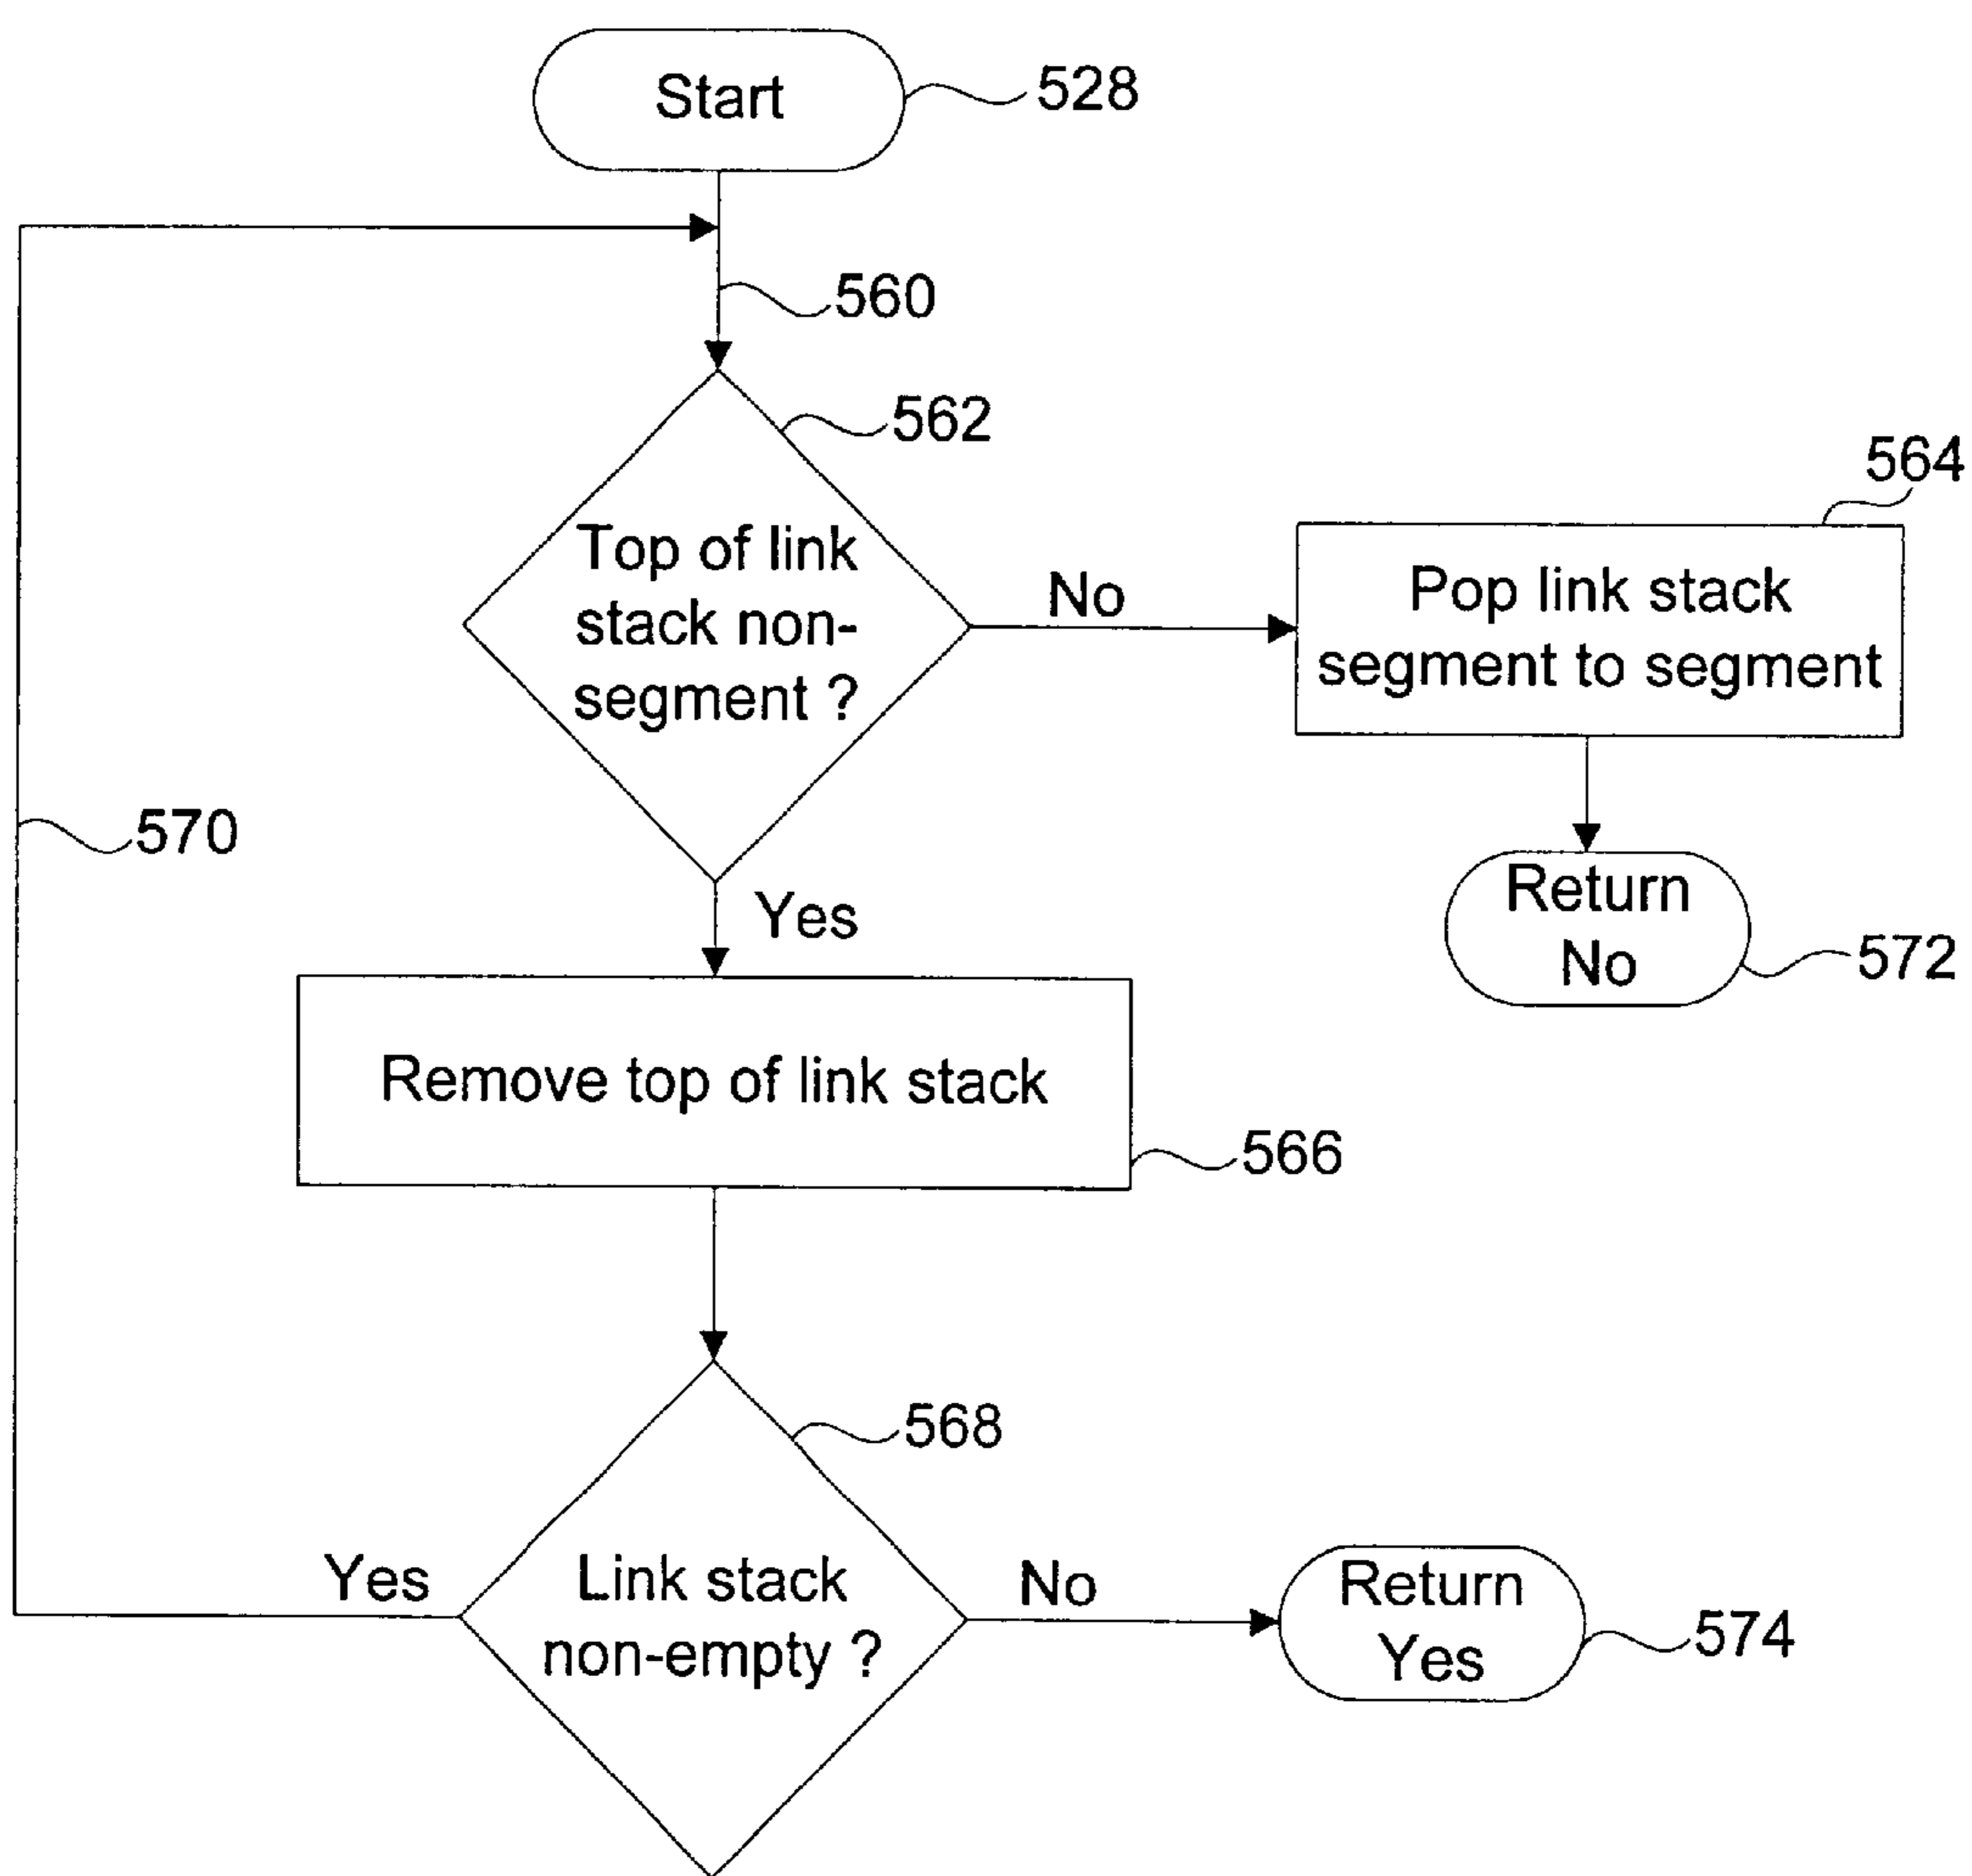 Start
528
560
562
Top of link
stack non-
segment ?
No
564
Pop link stack
segment to segment
570
Yes
Return
No
572
Remove top of link stack
566
568
Yes
Link stack
non-empty ?
No
Return
Yes
574